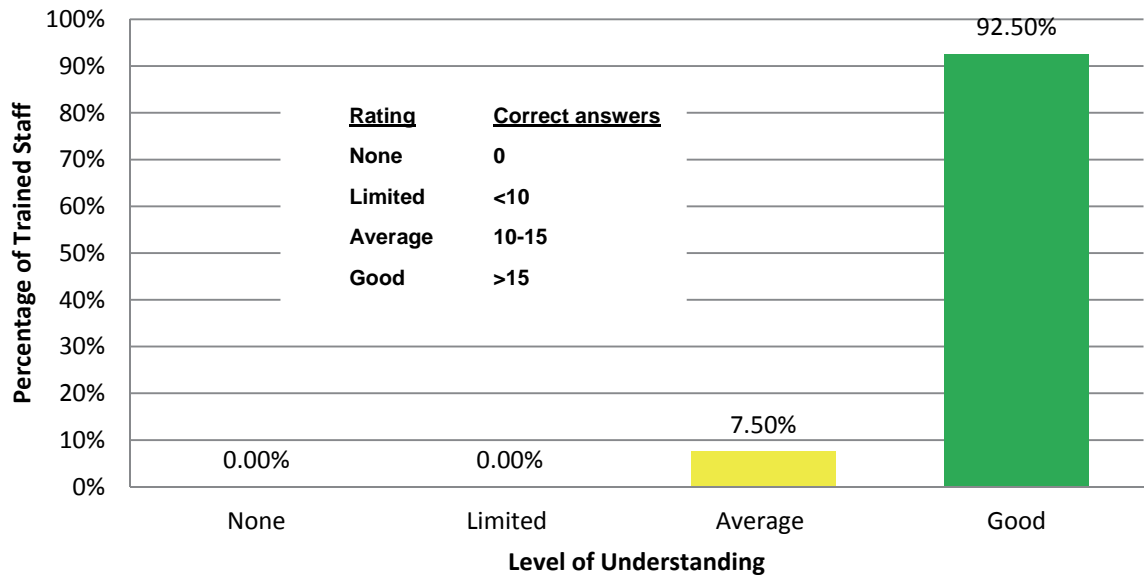 100%
90%
80%
70%
60%
50%
40%
30%
20%
10%
0%
Percentage of Trained Staff
92.50%
Rating Correct answers
None 0
Limited <10
Average 10-15
Good >15
7.50%
0.00% 0.00%
None Limited Average Good
Level of Understanding